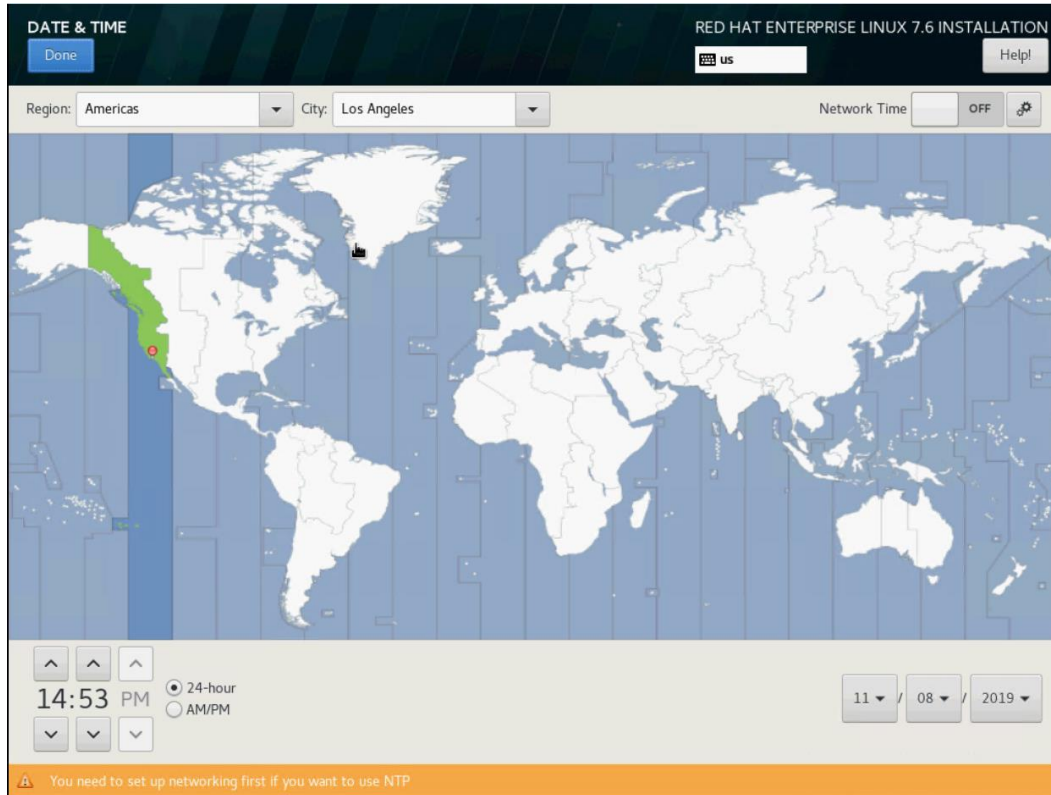 DATE & TIME
RED HAT ENTERPRISE LINUX 7.6 INSTALLATION
Done
us
Help!
Region: Americas City: Los Angeles Network Time OFF
14:53 PM
24-hour
AM/PM
11 / 08 / 2019
You need to set up networking first if you want to use NTP